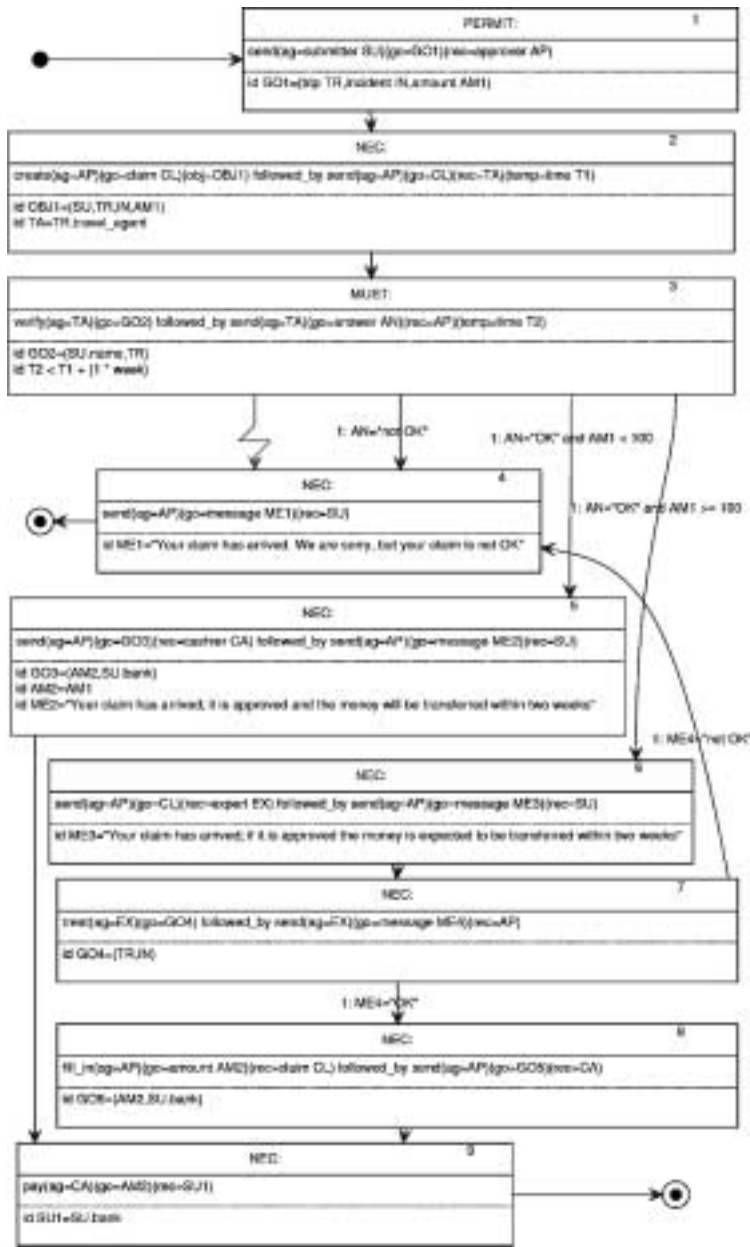 PERMIT: 1
send(ag=submitter SU)(go=GO1)(rec=approver AP)
id GO1=(trip TR,incident IN,amount AM1)
NEC: 2
create(ag=AP)(go=claim CL)(obj=OBJ1) followed_by send(ag=AP)(go=CL)(rec=TA)(temp=time T1)
id OBJ1=(SU,TR,IN,AM1)
id TA=TR.travel_agent
MUST: 3
verify(ag=TA)(go=GO2) followed_by send(ag=TA)(go=answer AN)(rec=AP)(temp=time T2)
id GO2=(SU.name,TR)
id T2 < T1 + (1 * week)
1: AN="not OK"
1: AN="OK" and AM1 < 100
NEC: 4
send(ag=AP)(go=message ME1)(rec=SU)
1: AN="OK" and AM1 >= 100
id ME1="Your claim has arrived. We are sorry, but your claim is not OK"
NEC: 5
send(ag=AP)(go=GO3)(rec=cashier CA) followed_by send(ag=AP)(go=message ME2)(rec=SU)
id GO3=(AM2,SU.bank)
id AM2=AM1
id ME2="Your claim has arrived; it is approved and the money will be transferred within two weeks"
1: ME4="not OK"
NEC: 6
send(ag=AP)(go=CL)(rec=expert EX) followed_by send(ag=AP)(go=message ME3)(rec=SU)
id ME3="Your claim has arrived; if it is approved the money is expected to be transferred within two weeks"
NEC: 7
treat(ag=EX)(go=GO4) followed_by send(ag=EX)(go=message ME4)(rec=AP)
id GO4=(TR,IN)
1: ME4="OK"
NEC: 8
fill_in(ag=AP)(go=amount AM2)(rec=claim CL) followed_by send(ag=AP)(go=GO5)(rec=CA)
id GO5=(AM2,SU.bank)
NEC: 9
pay(ag=CA)(go=AM2)(rec=SU1)
id SU1=SU.bank